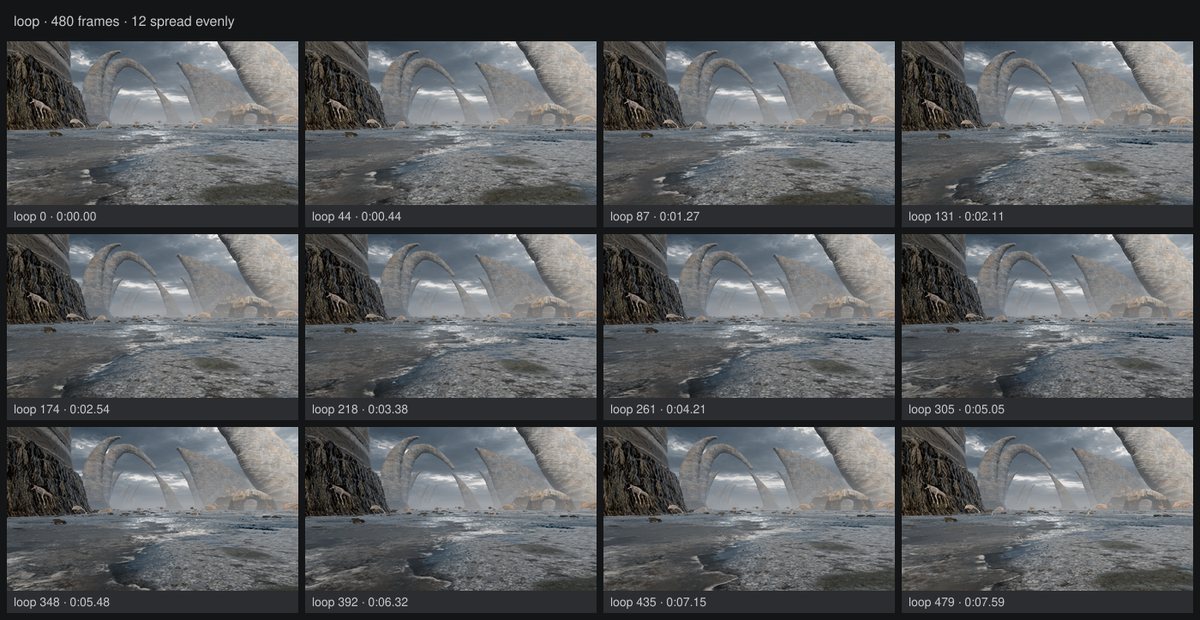 loop · 480 frames · 12 spread evenly
loop 0 · 0:00.00
loop 44 · 0:00.44
loop 87 · 0:01.27
loop 131 · 0:02.11
loop 174 · 0:02.54
loop 218 · 0:03.38
loop 261 · 0:04.21
loop 305 · 0:05.05
loop 348 · 0:05.48
loop 392 · 0:06.32
loop 435 · 0:07.15
loop 479 · 0:07.59